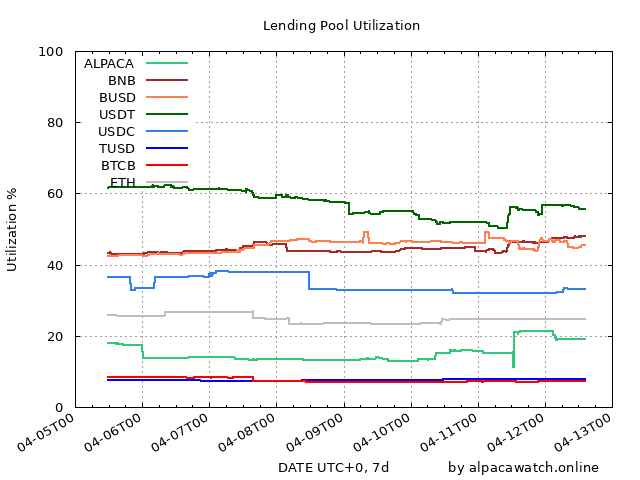 Lending Pool Utilization
100
80
60
40
20
0
Utilization %
ALPACA
BNB
BUSD
USDT
USDC
TUSD
BTCB
ETH
04-05T00
04-06T00
04-07T00
04-08T00
04-09T00
04-10T00
04-11T00
04-12T00
04-13T00
DATE UTC+0, 7d
by alpacawatch.online